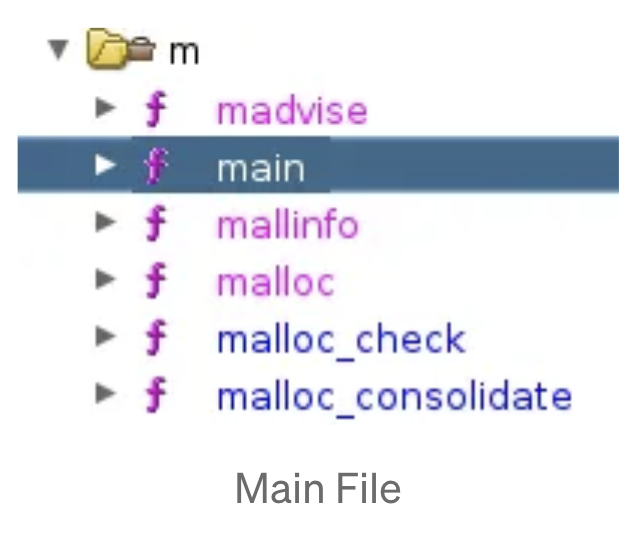 m
madvise
main
mallinfo
malloc
malloc_check
malloc_consolidate
Main File